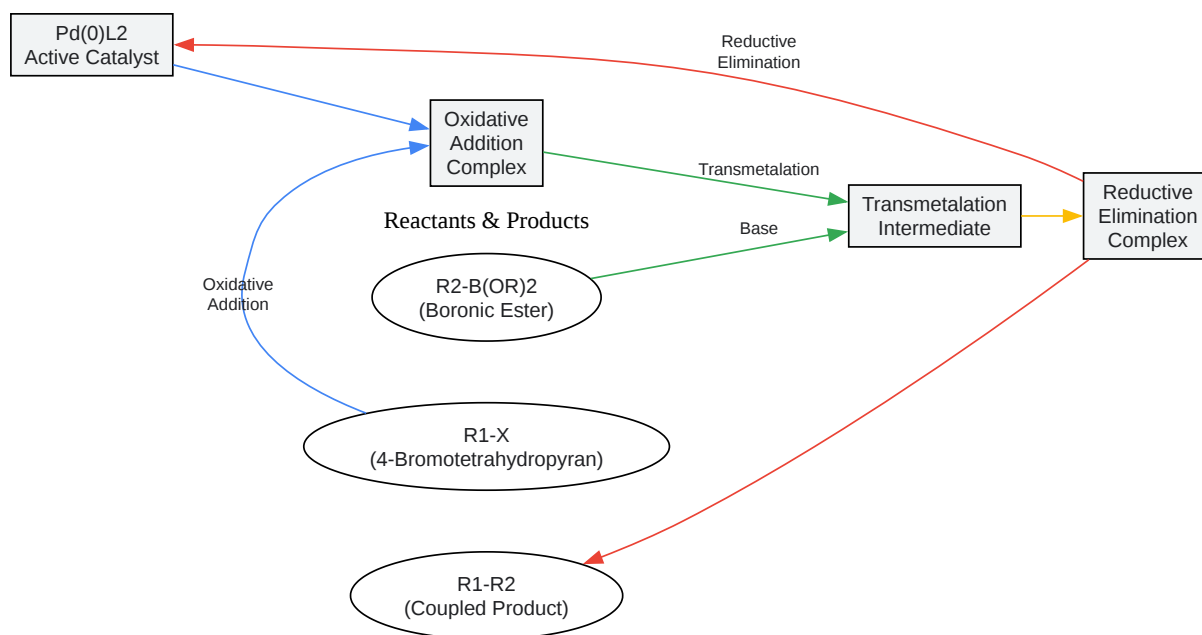 Pd(0)L2
Active Catalyst
Reductive
Elimination
Oxidative
Addition
Complex
Transmetalation
Transmetalation
Intermediate
Reductive
Elimination
Complex
Reactants & Products
Base
R2-B(OR)2
(Boronic Ester)
Oxidative
Addition
R1-X
(4-Bromotetrahydropyran)
R1-R2
(Coupled Product)